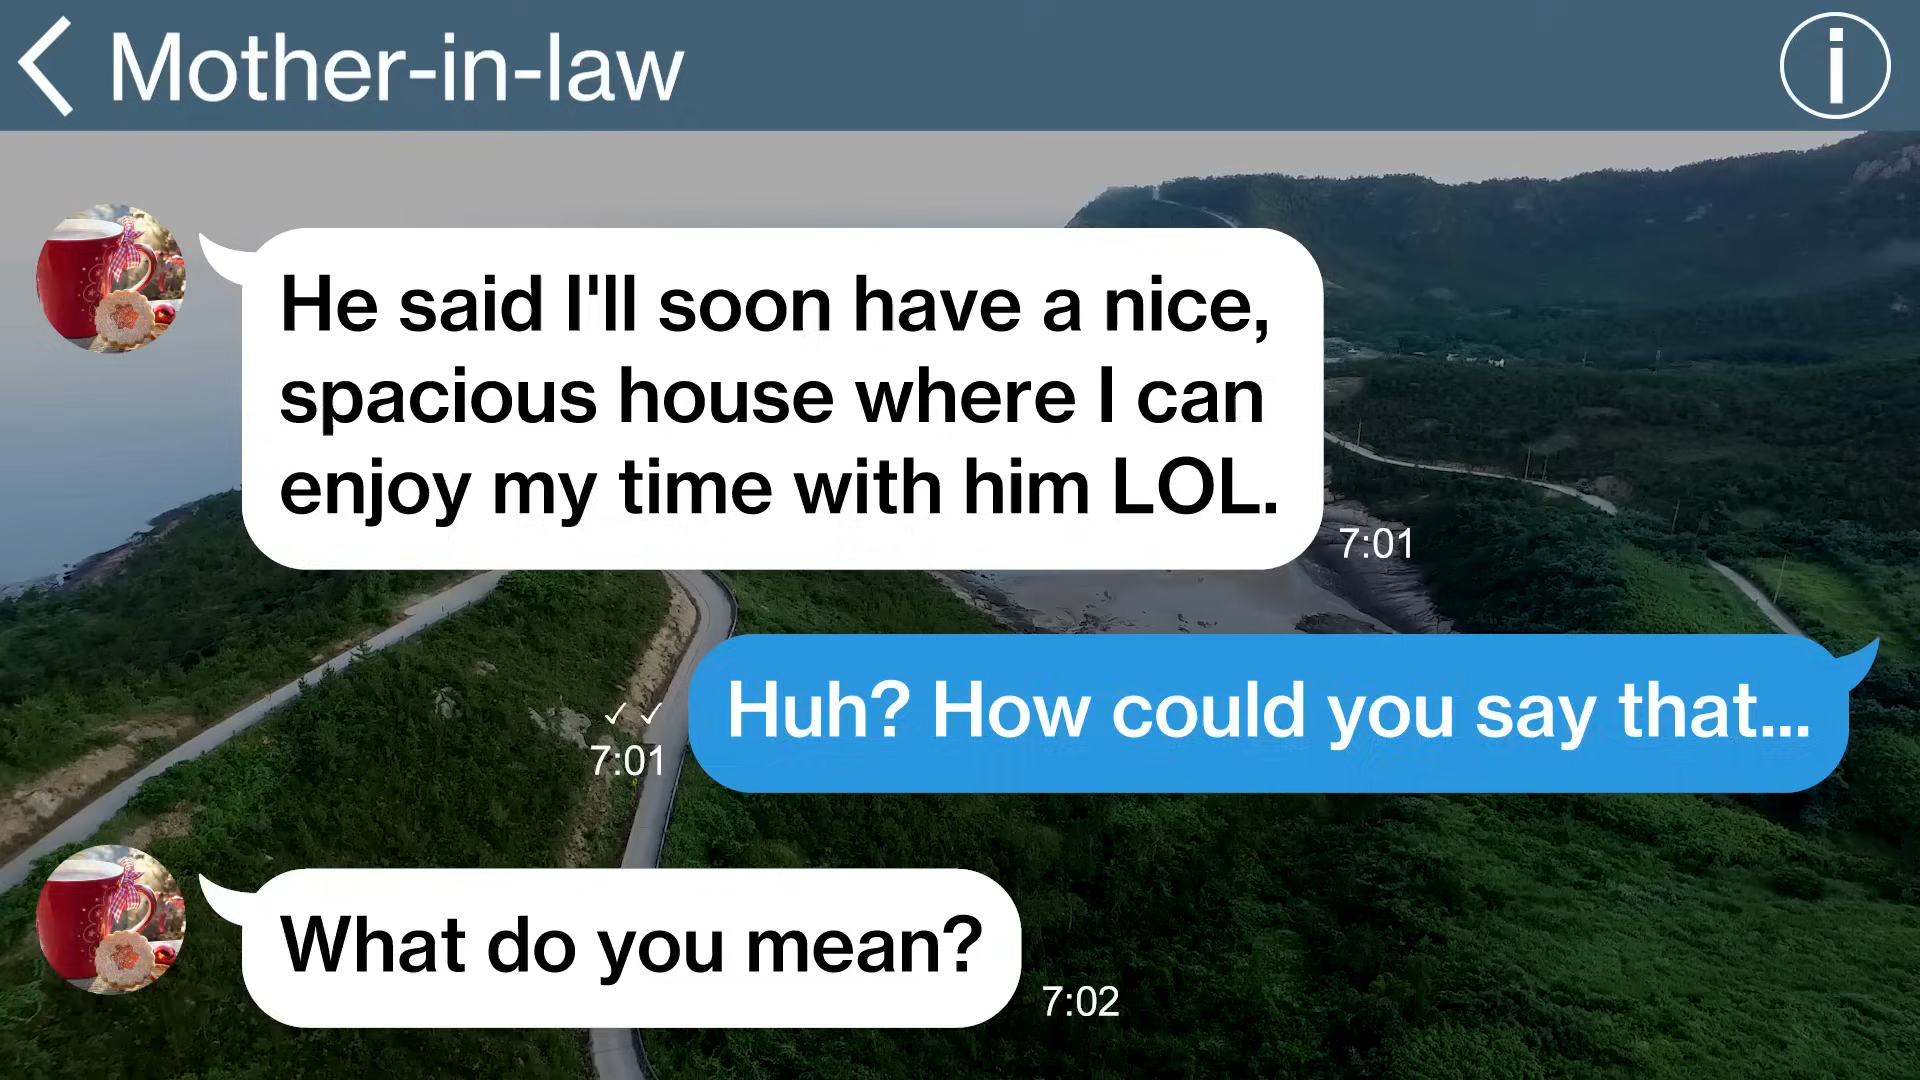 Mother-in-law
He said I'll soon have a nice,
spacious house where I can
enjoy my time with him LOL.
7:01
Huh? How could you say that...
✓✓
7:01
What do you mean?
7:02